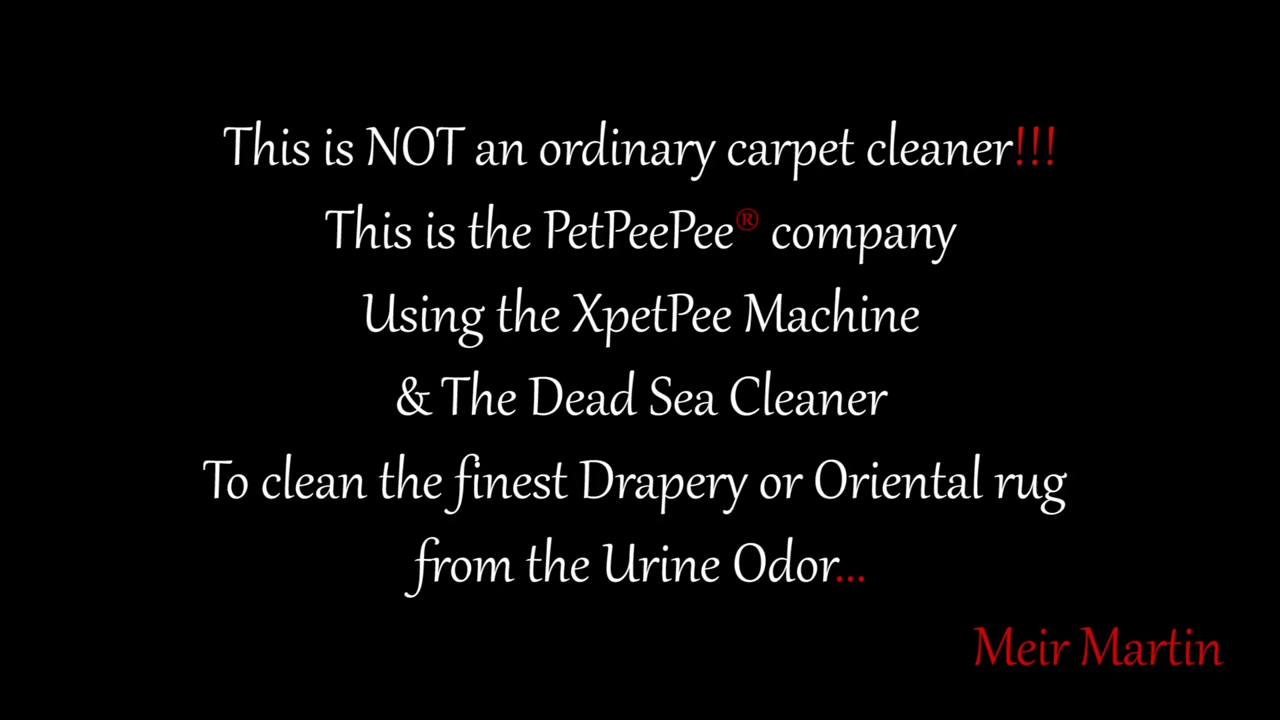 This is NOT an ordinary carpet cleaner!!!
This is the PetPeePee® company
Using the XpetPee Machine
& The Dead Sea Cleaner
To clean the finest Drapery or Oriental rug
from the Urine Odor...
Meir Martin